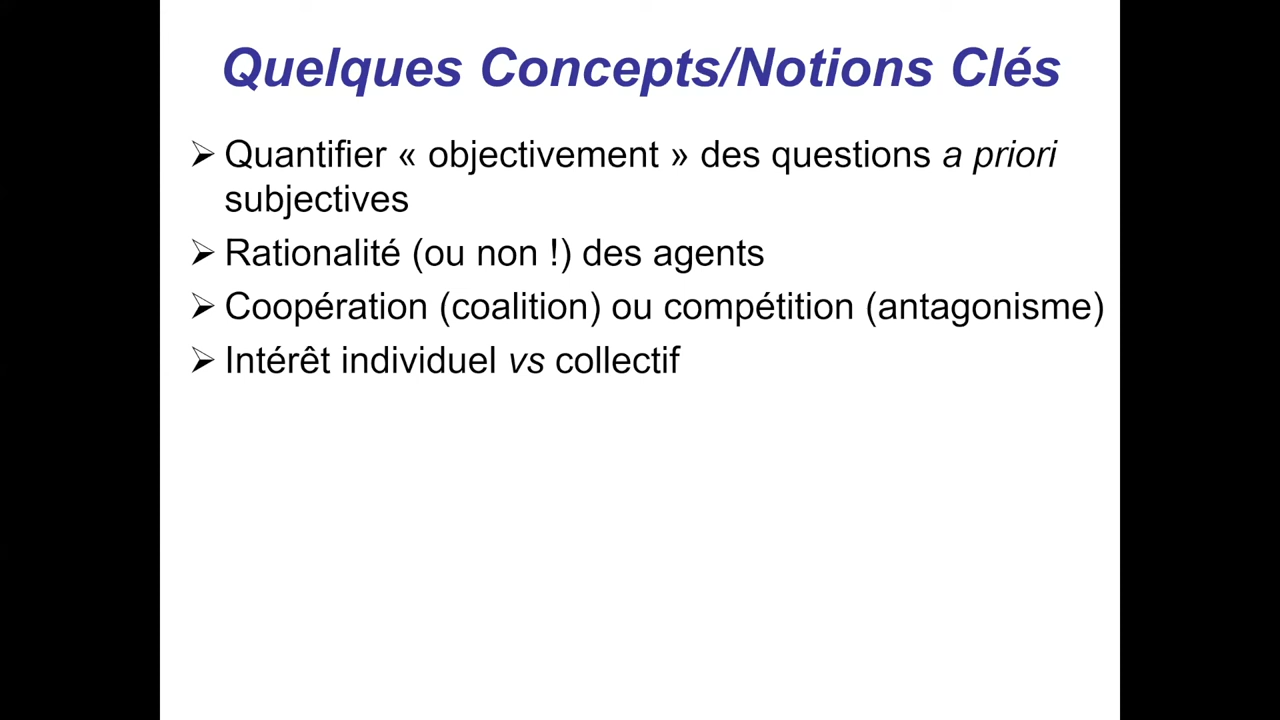 Quelques Concepts/Notions Clés
➢ Quantifier « objectivement » des questions a priori
subjectives
➢ Rationalité (ou non !) des agents
➢ Coopération (coalition) ou compétition (antagonisme)
➢ Intérêt individuel vs collectif